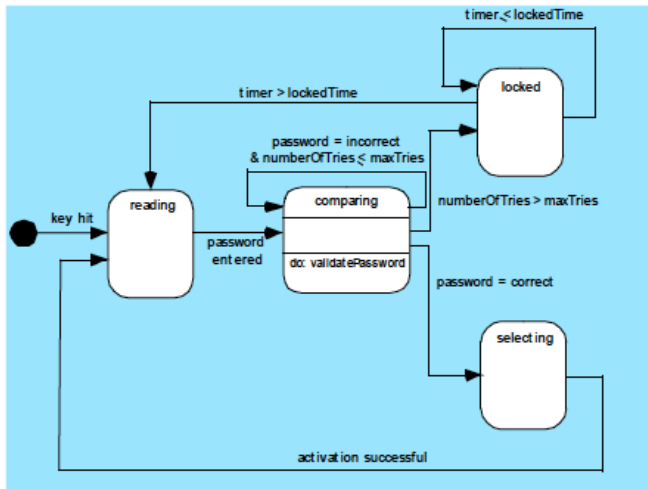 timer ≤ lockedTime
locked
timer > lockedTime
password = incorrect
& numberOfTries ≤ maxTries
reading
comparing
numberOfTries > maxTries
key hit
password
entered
do: validatePassword
password = correct
selecting
activation successful